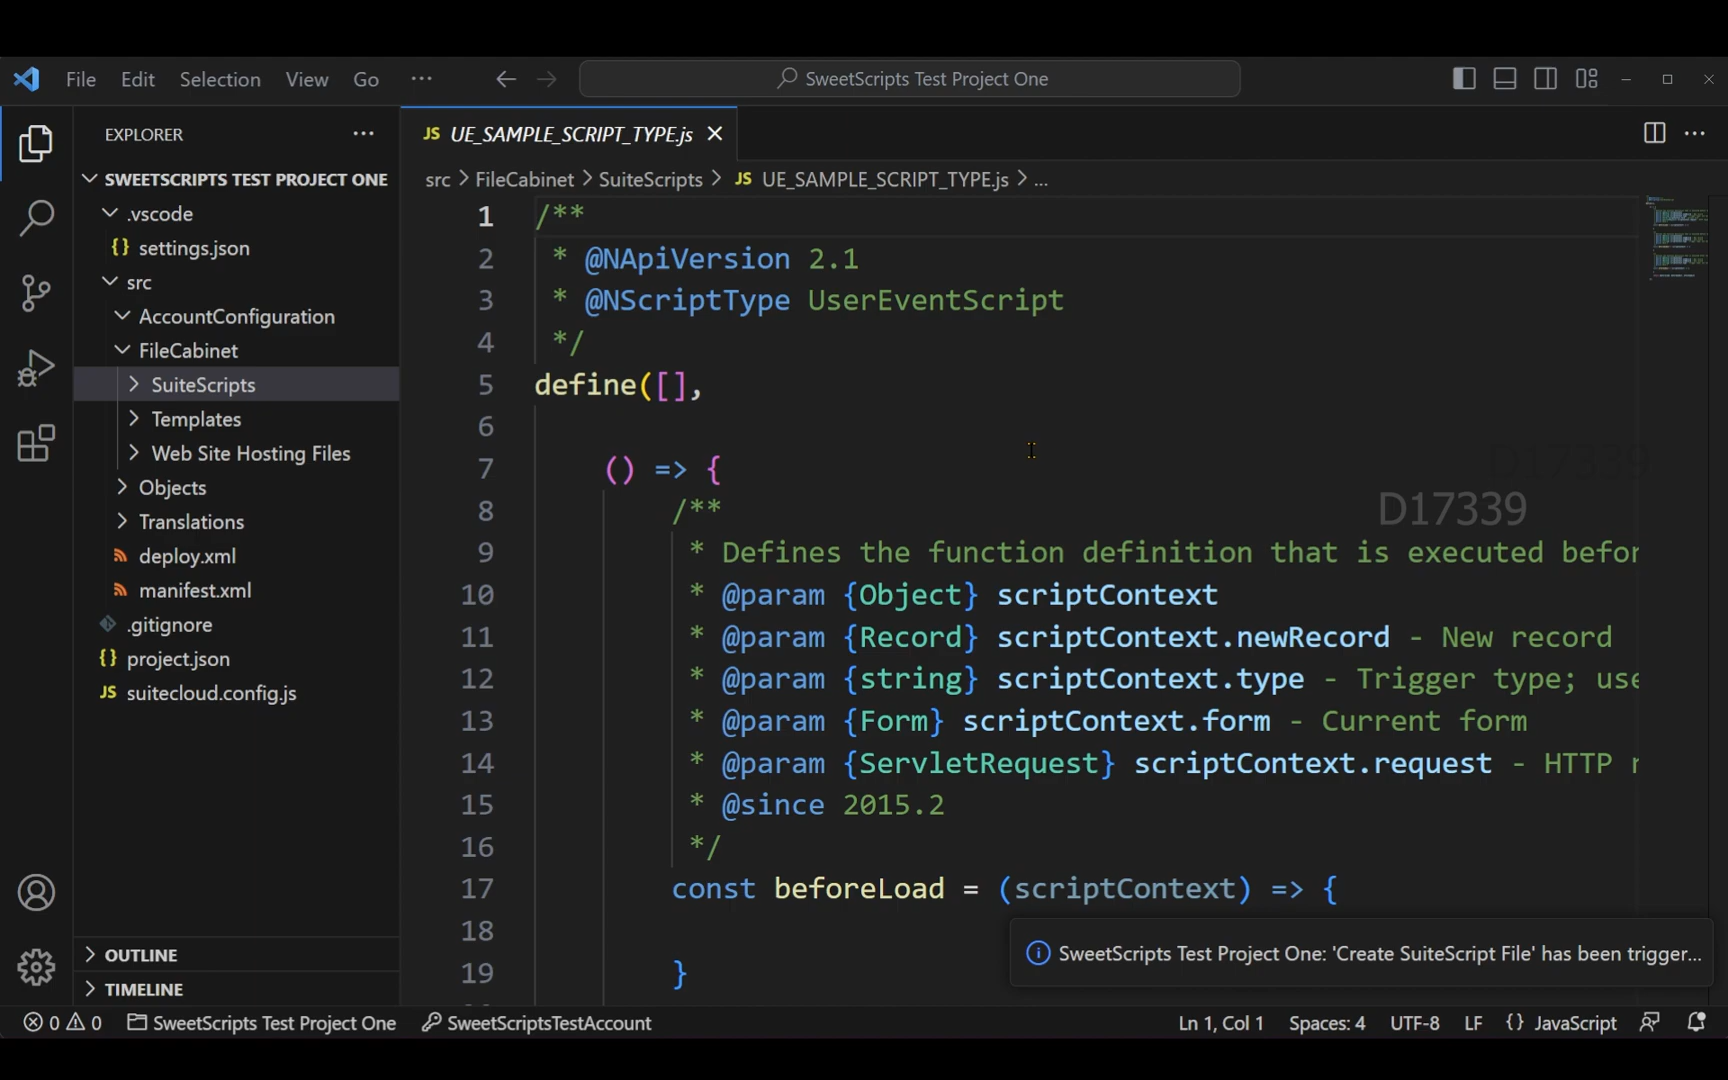 File Edit Selection View Go ··· SweetScripts Test Project One
EXPLORER ···
JS UE_SAMPLE_SCRIPT_TYPE.js
SWEETSCRIPTS TEST PROJECT ONE
src > FileCabinet > SuiteScripts > JS UE_SAMPLE_SCRIPT_TYPE.js > ...
.vscode
{} settings.json
src
AccountConfiguration
FileCabinet
SuiteScripts
Templates
Web Site Hosting Files
Objects
Translations
deploy.xml
manifest.xml
.gitignore
{} project.json
JS suitecloud.config.js
OUTLINE
TIMELINE
1 /**
2 * @NApiVersion 2.1
3 * @NScriptType UserEventScript
4 */
5 define([],
6
7 () => {
8 /**
9 * Defines the function definition that is executed befor
10 * @param {Object} scriptContext
11 * @param {Record} scriptContext.newRecord - New record
12 * @param {string} scriptContext.type - Trigger type; use
13 * @param {Form} scriptContext.form - Current form
14 * @param {ServletRequest} scriptContext.request - HTTP r
15 * @since 2015.2
16 */
17 const beforeLoad = (scriptContext) => {
18
19 }
D17339
D17339
SweetScripts Test Project One: 'Create SuiteScript File' has been trigger...
0 0 SweetScripts Test Project One SweetScriptsTestAccount Ln 1, Col 1 Spaces: 4 UTF-8 LF {} JavaScript